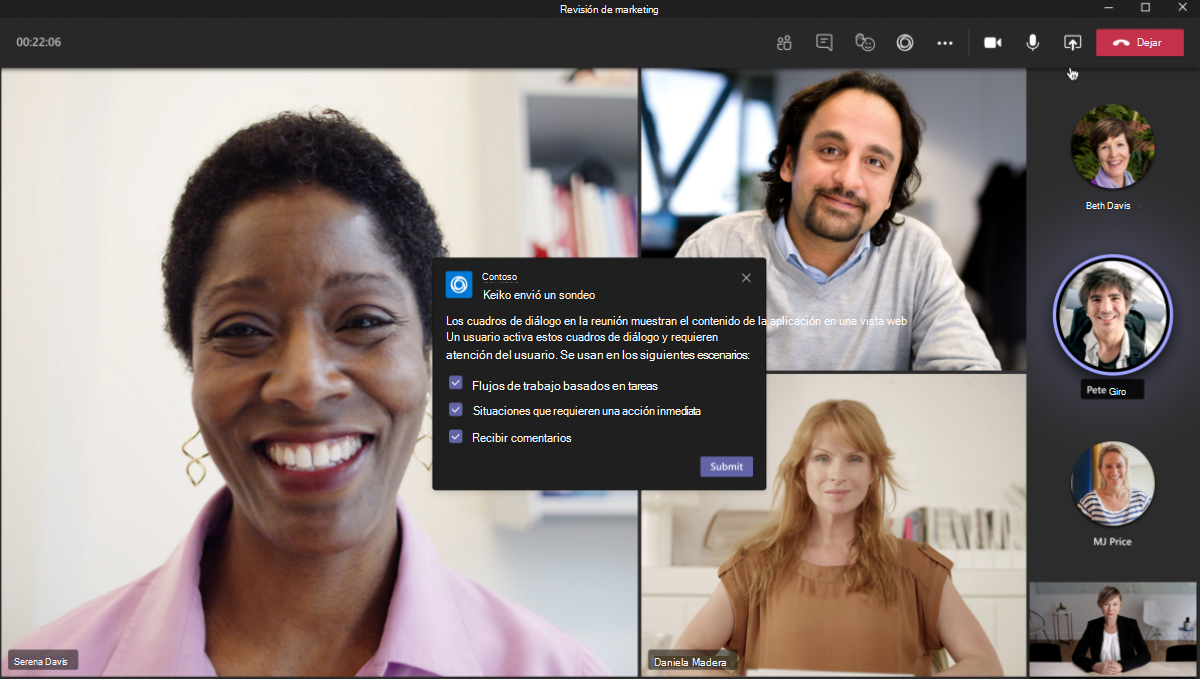 Revisión de marketing
00:22:06
Dejar
Beth Davis
Contoso
Keiko envió un sondeo
Los cuadros de diálogo en la reunión muestran el contenido de la aplicación en una vista web
Un usuario activa estos cuadros de diálogo y requieren
atención del usuario. Se usan en los siguientes escenarios:
Flujos de trabajo basados en tareas
Situaciones que requieren una acción inmediata
Recibir comentarios
Submit
Pete Giro
MJ Price
Serena Davis
Daniela Madera